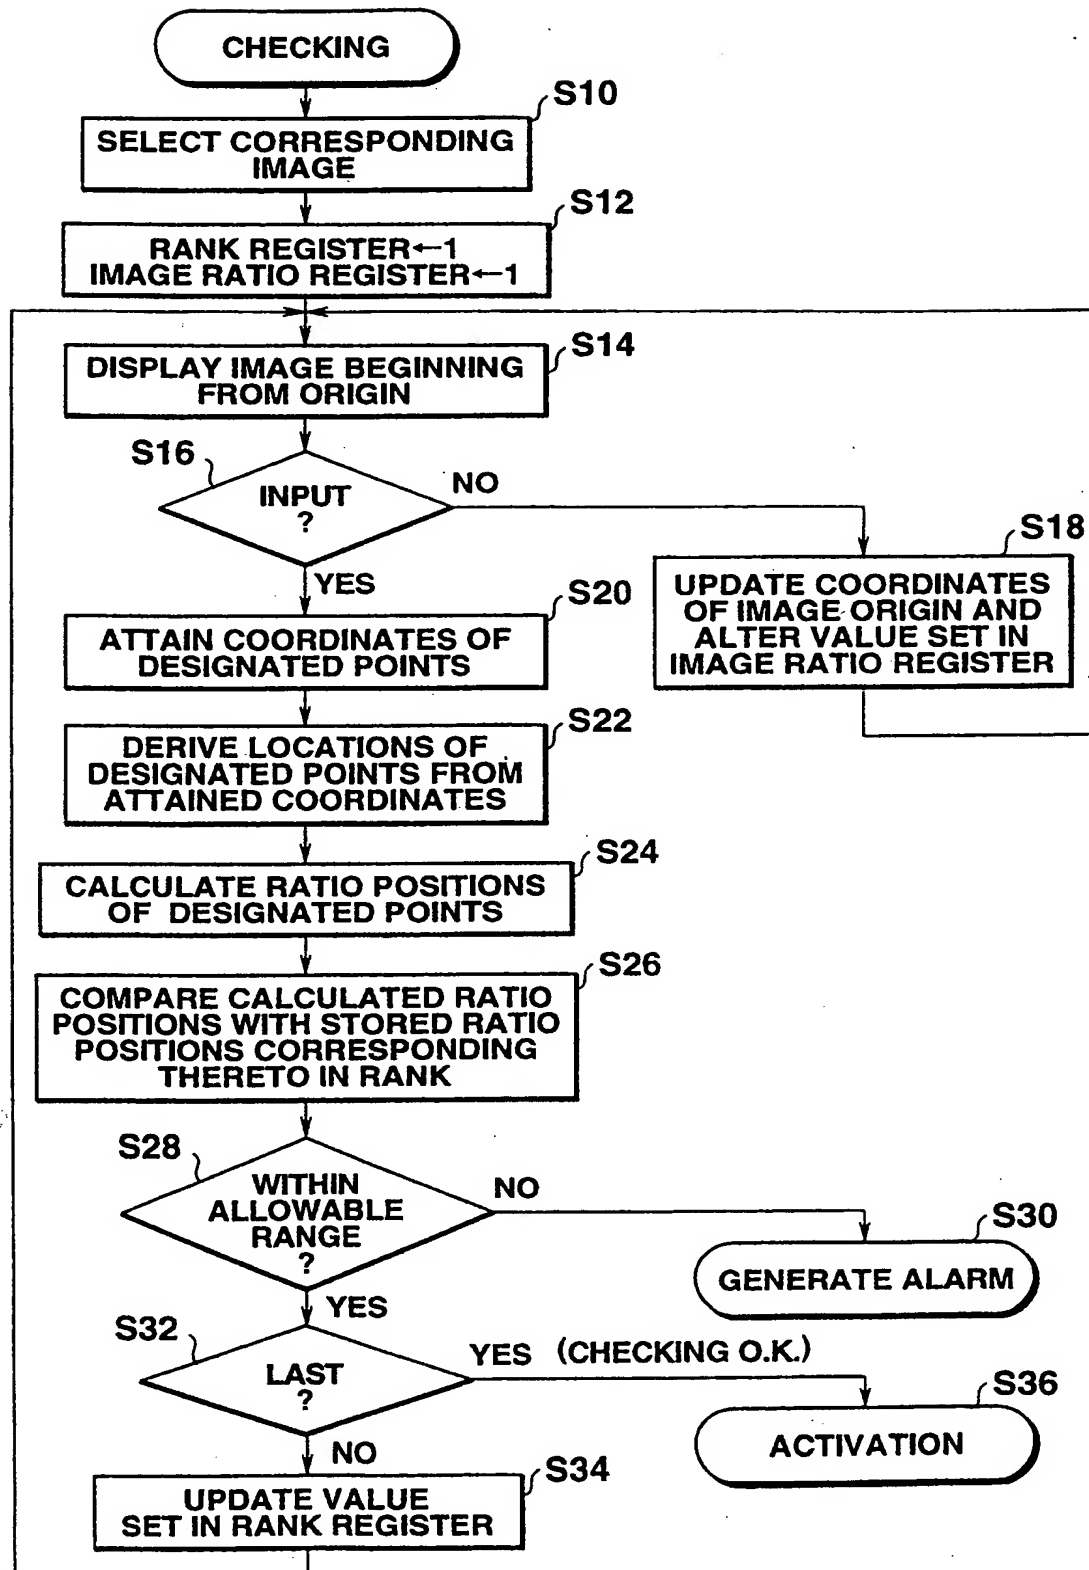 CHECKING
S10
SELECT CORRESPONDING
IMAGE
S12
RANK REGISTER←1
IMAGE RATIO REGISTER←1
S14
DISPLAY IMAGE BEGINNING
FROM ORIGIN
S16
INPUT
?
NO
YES
S18
UPDATE COORDINATES
OF IMAGE ORIGIN AND
ALTER VALUE SET IN
IMAGE RATIO REGISTER
S20
ATTAIN COORDINATES OF
DESIGNATED POINTS
S22
DERIVE LOCATIONS OF
DESIGNATED POINTS FROM
ATTAINED COORDINATES
S24
CALCULATE RATIO POSITIONS
OF DESIGNATED POINTS
S26
COMPARE CALCULATED RATIO
POSITIONS WITH STORED RATIO
POSITIONS CORRESPONDING
THERETO IN RANK
S28
WITHIN
ALLOWABLE
RANGE
?
NO
YES
S30
GENERATE ALARM
S32
LAST
?
YES (CHECKING O.K.)
NO
S36
ACTIVATION
S34
UPDATE VALUE
SET IN RANK REGISTER